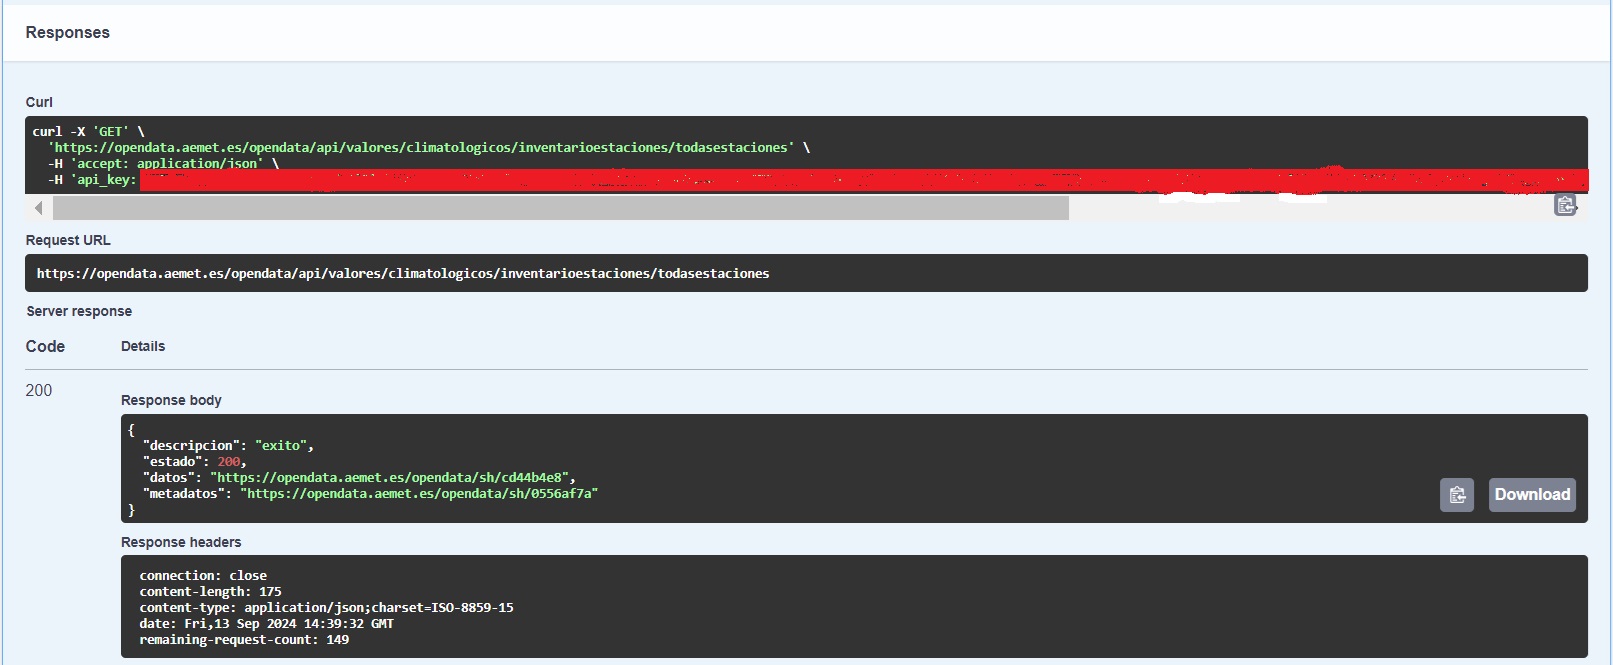 Responses
Curl
curl -X 'GET' \
'https://opendata.aemet.es/opendata/api/valores/climatologicos/inventarioestaciones/todasestaciones' \
-H 'accept: application/json' \
-H 'api_key:
Request URL
https://opendata.aemet.es/opendata/api/valores/climatologicos/inventarioestaciones/todasestaciones
Server response
Code Details
200
Response body
{
"descripcion": "exito",
"estado": 200,
"datos": "https://opendata.aemet.es/opendata/sh/cd44b4e8",
"metadatos": "https://opendata.aemet.es/opendata/sh/0556af7a"
}
Download
Response headers
connection: close
content-length: 175
content-type: application/json;charset=ISO-8859-15
date: Fri,13 Sep 2024 14:39:32 GMT
remaining-request-count: 149